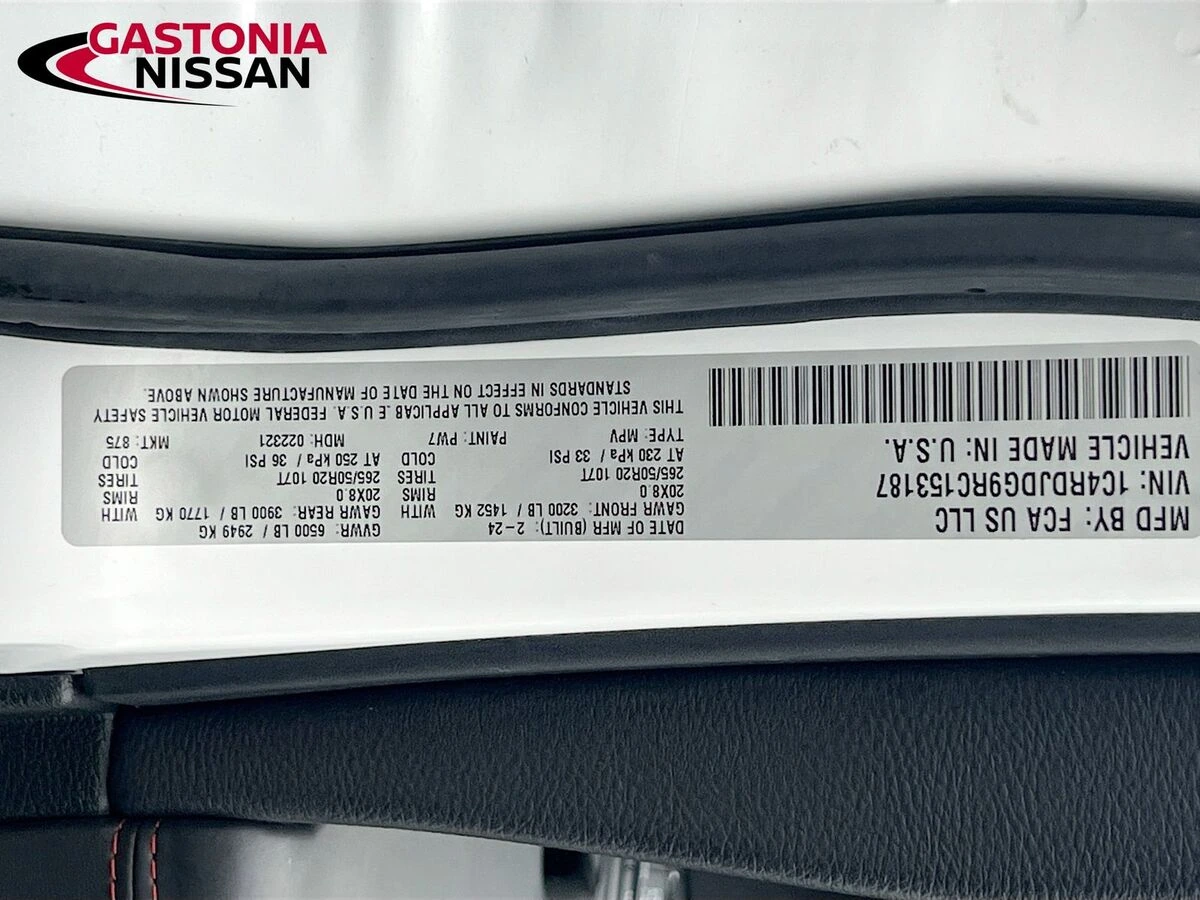 GASTONIA
NISSAN
MFD BY: FCA US LLC
VIN: 1C4RDJDG9RC153187
VEHICLE MADE IN: U.S.A.
DATE OF MFR (BUILT): 2-24 GVWR: 6500 LB / 2949 KG
GAWR FRONT: 3200 LB / 1452 KG WITH GAWR REAR: 3900 LB / 1770 KG WITH
20X8.0 RIMS 20X8.0 RIMS
265/50R20 107T TIRES 265/50R20 107T TIRES
AT 230 kPa / 33 PSI COLD AT 250 kPa / 36 PSI COLD
TYPE: MPV PAINT: PW7 MDH: 022321 MKT: 875
THIS VEHICLE CONFORMS TO ALL APPLICAB.E U.S.A. FEDERAL MOTOR VEHICLE SAFETY
STANDARDS IN EFFECT ON THE DATE OF MANUFACTURE SHOWN ABOVE.